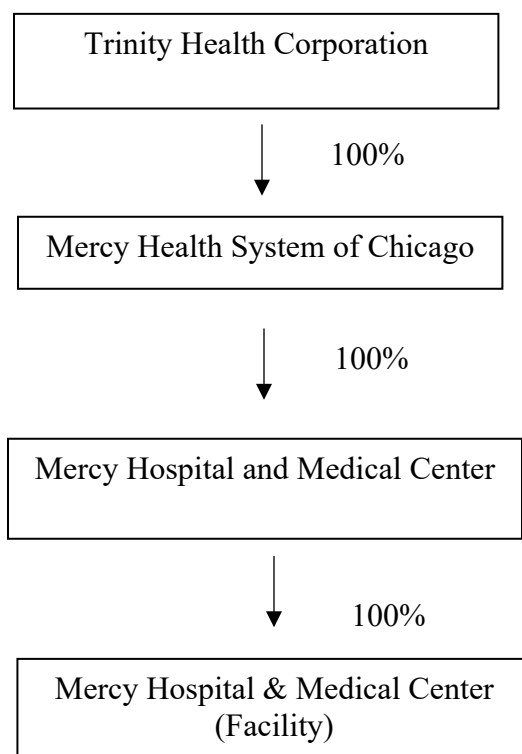 Trinity Health Corporation
100%
Mercy Health System of Chicago
100%
Mercy Hospital and Medical Center
100%
Mercy Hospital & Medical Center
(Facility)